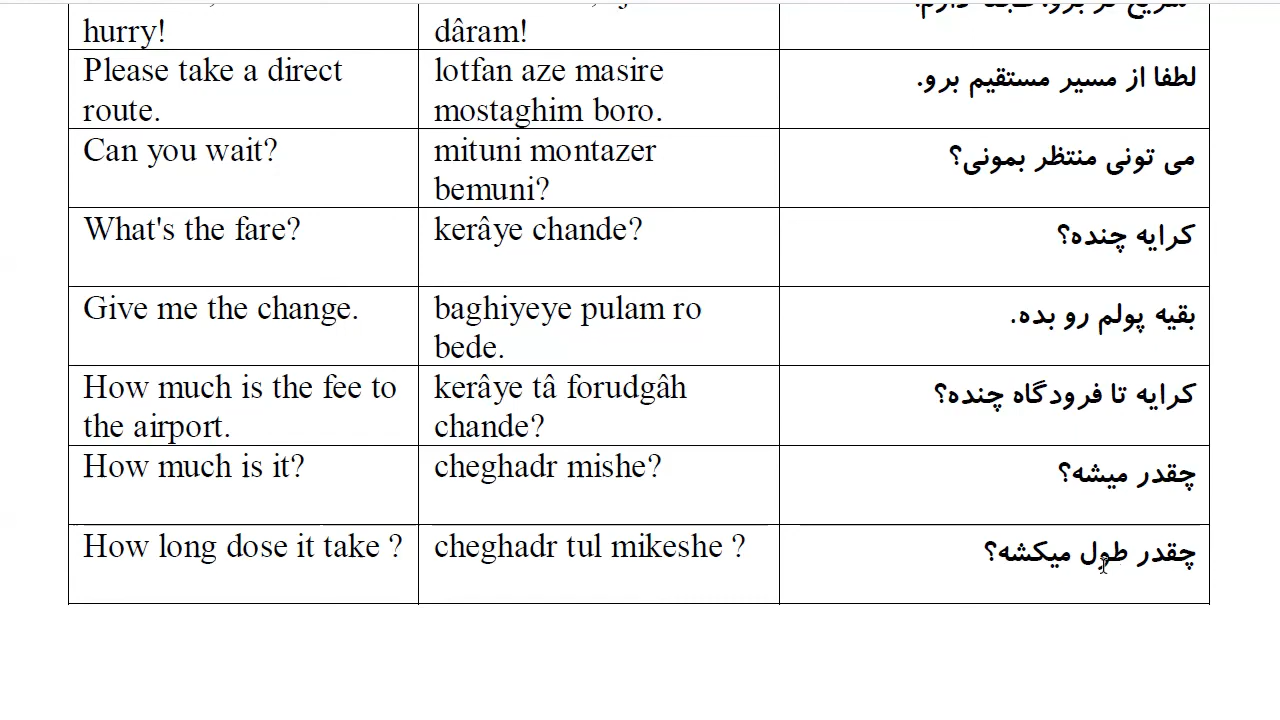 hurry!
dâram!
Please take a direct
route.
lotfan aze masire
mostaghim boro.
لطفا از مسیر مستقیم برو.
Can you wait?
mituni montazer
bemuni?
می تونی منتظر بمونی؟
What's the fare?
kerâye chande?
کرایه چنده؟
Give me the change.
baghiyeye pulam ro
bede.
بقیه پولم رو بده.
How much is the fee to
the airport.
kerâye tâ forudgâh
chande?
کرایه تا فرودگاه چنده؟
How much is it?
cheghadr mishe?
چقدر میشه؟
How long dose it take ?
cheghadr tul mikeshe ?
چقدر طول میکشه؟